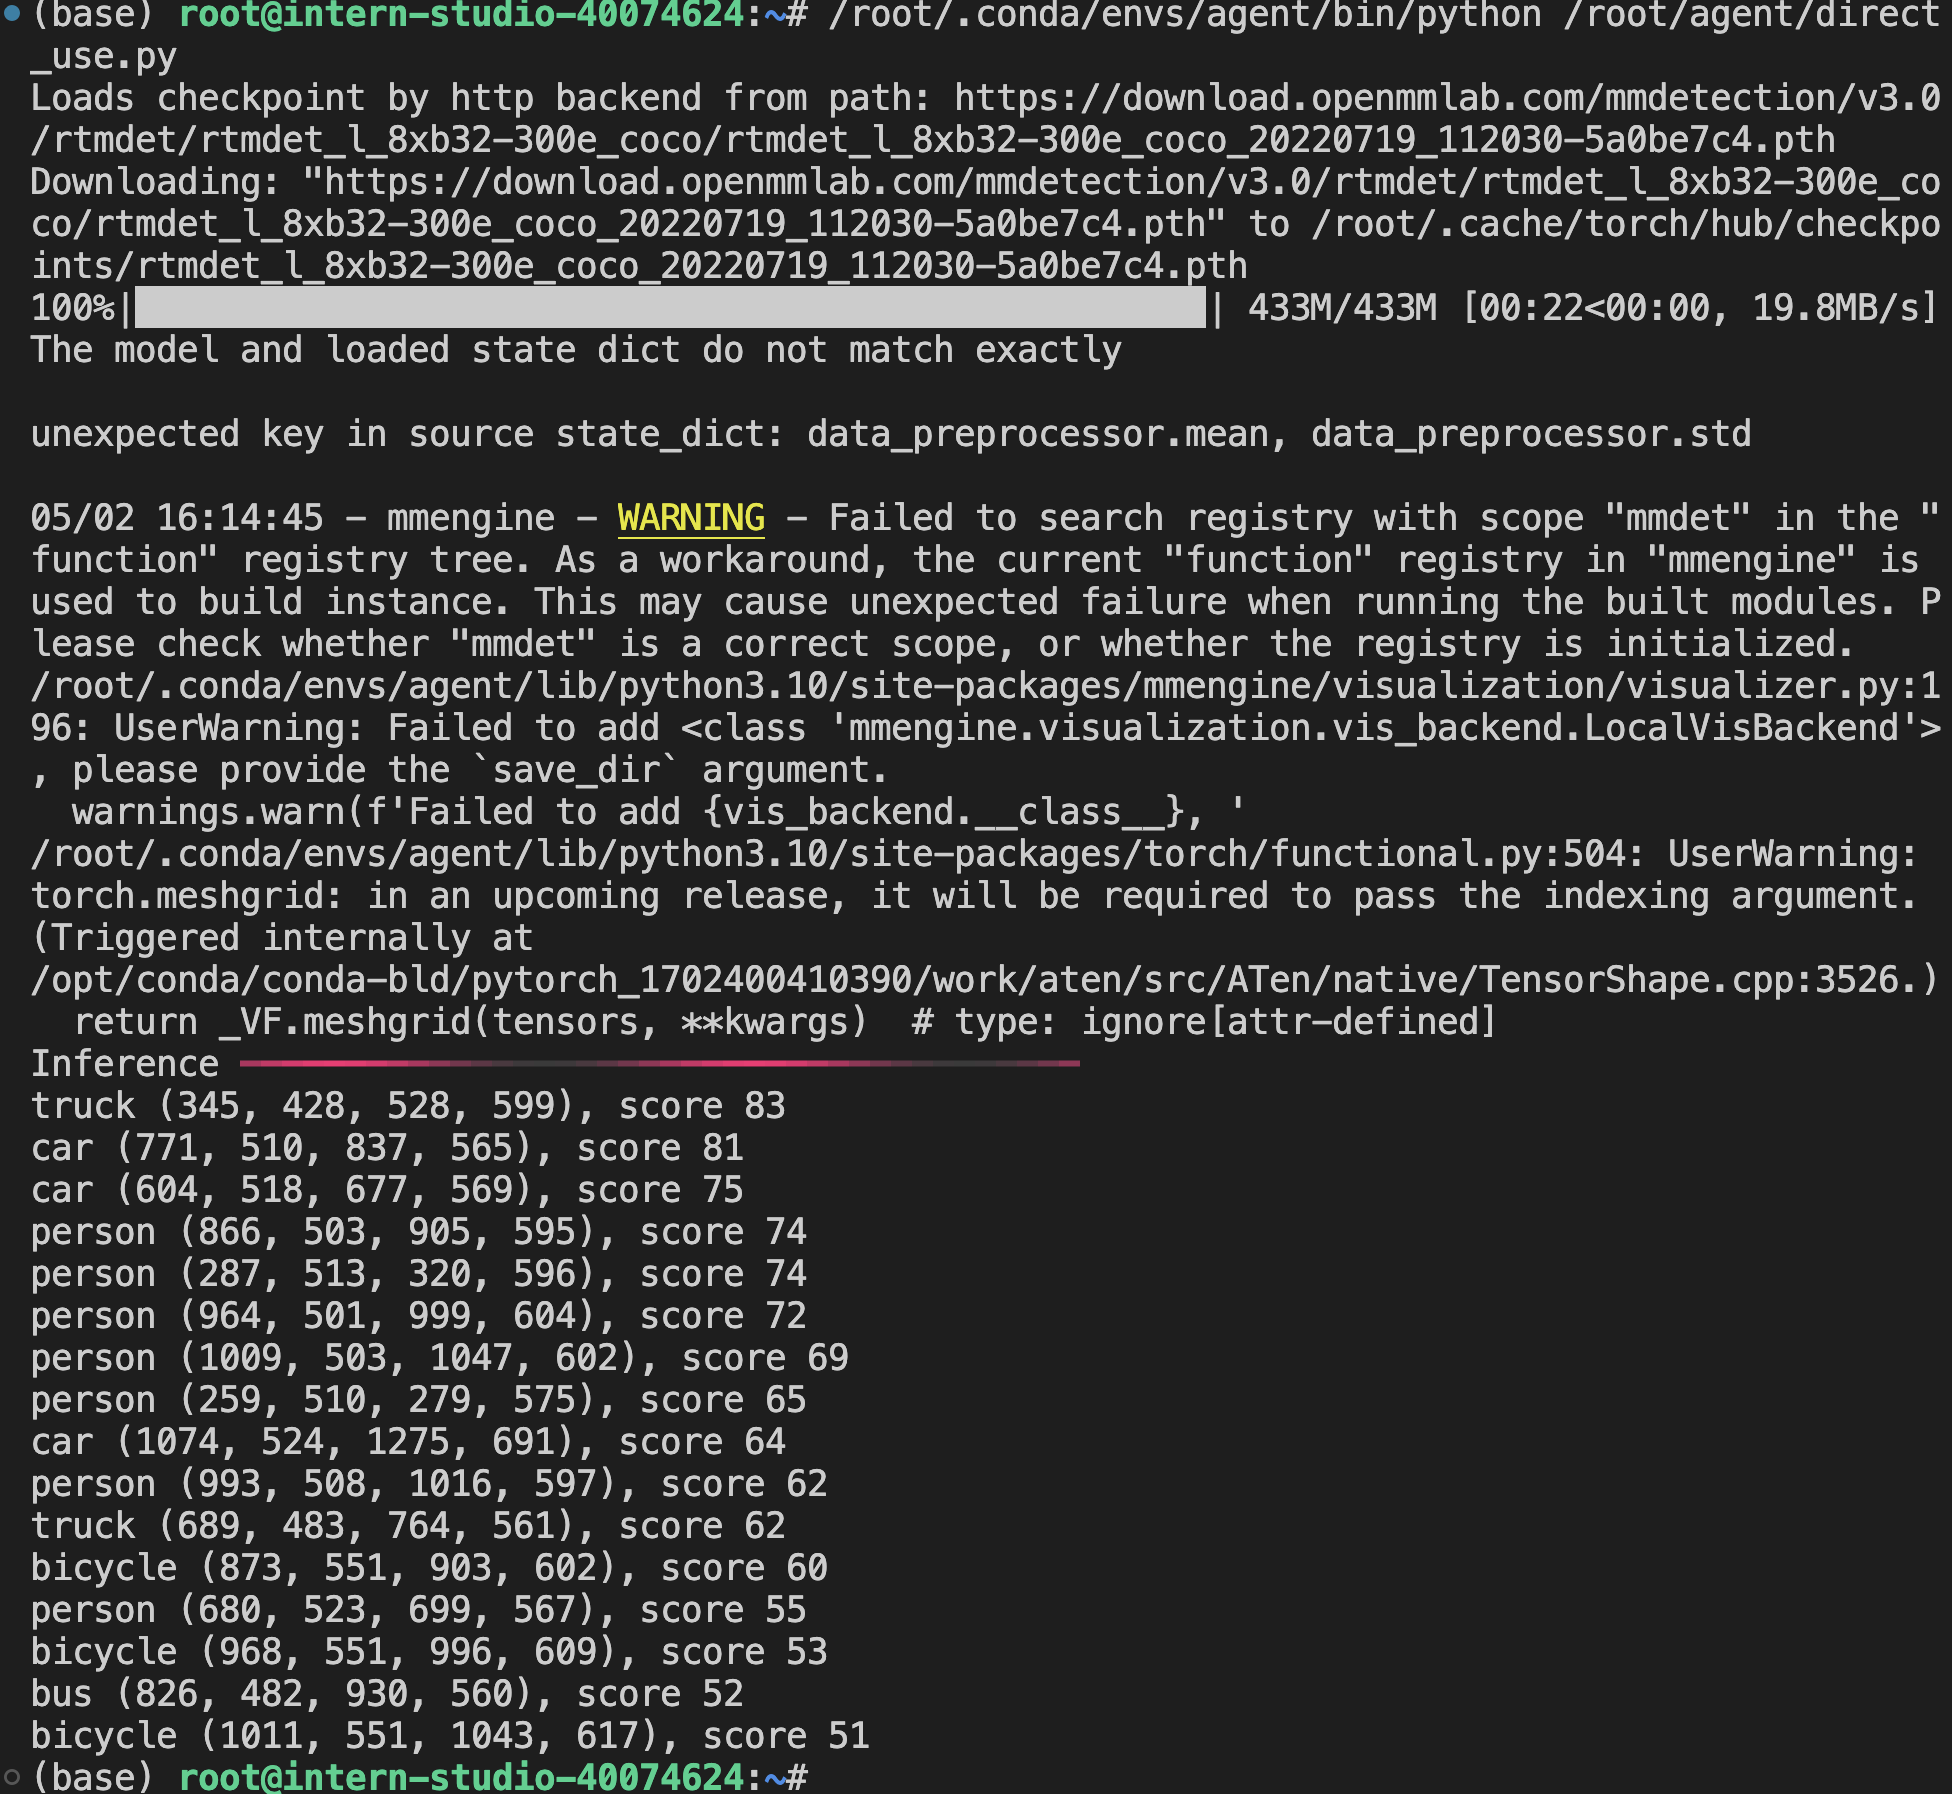 (base) root@intern-studio-40074624:~# /root/.conda/envs/agent/bin/python /root/agent/direct
_use.py
Loads checkpoint by http backend from path: https://download.openmmlab.com/mmdetection/v3.0
/rtmdet/rtmdet_l_8xb32-300e_coco/rtmdet_l_8xb32-300e_coco_20220719_112030-5a0be7c4.pth
Downloading: "https://download.openmmlab.com/mmdetection/v3.0/rtmdet/rtmdet_l_8xb32-300e_co
co/rtmdet_l_8xb32-300e_coco_20220719_112030-5a0be7c4.pth" to /root/.cache/torch/hub/checkpo
ints/rtmdet_l_8xb32-300e_coco_20220719_112030-5a0be7c4.pth
100%| | 433M/433M [00:22<00:00, 19.8MB/s]
The model and loaded state dict do not match exactly
unexpected key in source state_dict: data_preprocessor.mean, data_preprocessor.std
05/02 16:14:45 - mmengine - WARNING - Failed to search registry with scope "mmdet" in the "
function" registry tree. As a workaround, the current "function" registry in "mmengine" is
used to build instance. This may cause unexpected failure when running the built modules. P
lease check whether "mmdet" is a correct scope, or whether the registry is initialized.
/root/.conda/envs/agent/lib/python3.10/site-packages/mmengine/visualization/visualizer.py:1
96: UserWarning: Failed to add <class 'mmengine.visualization.vis_backend.LocalVisBackend'>
, please provide the `save_dir` argument.
  warnings.warn(f'Failed to add {vis_backend.__class__}, '
/root/.conda/envs/agent/lib/python3.10/site-packages/torch/functional.py:504: UserWarning:
torch.meshgrid: in an upcoming release, it will be required to pass the indexing argument.
(Triggered internally at
/opt/conda/conda-bld/pytorch_1702400410390/work/aten/src/ATen/native/TensorShape.cpp:3526.)
  return _VF.meshgrid(tensors, **kwargs)  # type: ignore[attr-defined]
Inference
truck (345, 428, 528, 599), score 83
car (771, 510, 837, 565), score 81
car (604, 518, 677, 569), score 75
person (866, 503, 905, 595), score 74
person (287, 513, 320, 596), score 74
person (964, 501, 999, 604), score 72
person (1009, 503, 1047, 602), score 69
person (259, 510, 279, 575), score 65
car (1074, 524, 1275, 691), score 64
person (993, 508, 1016, 597), score 62
truck (689, 483, 764, 561), score 62
bicycle (873, 551, 903, 602), score 60
person (680, 523, 699, 567), score 55
bicycle (968, 551, 996, 609), score 53
bus (826, 482, 930, 560), score 52
bicycle (1011, 551, 1043, 617), score 51
(base) root@intern-studio-40074624:~#